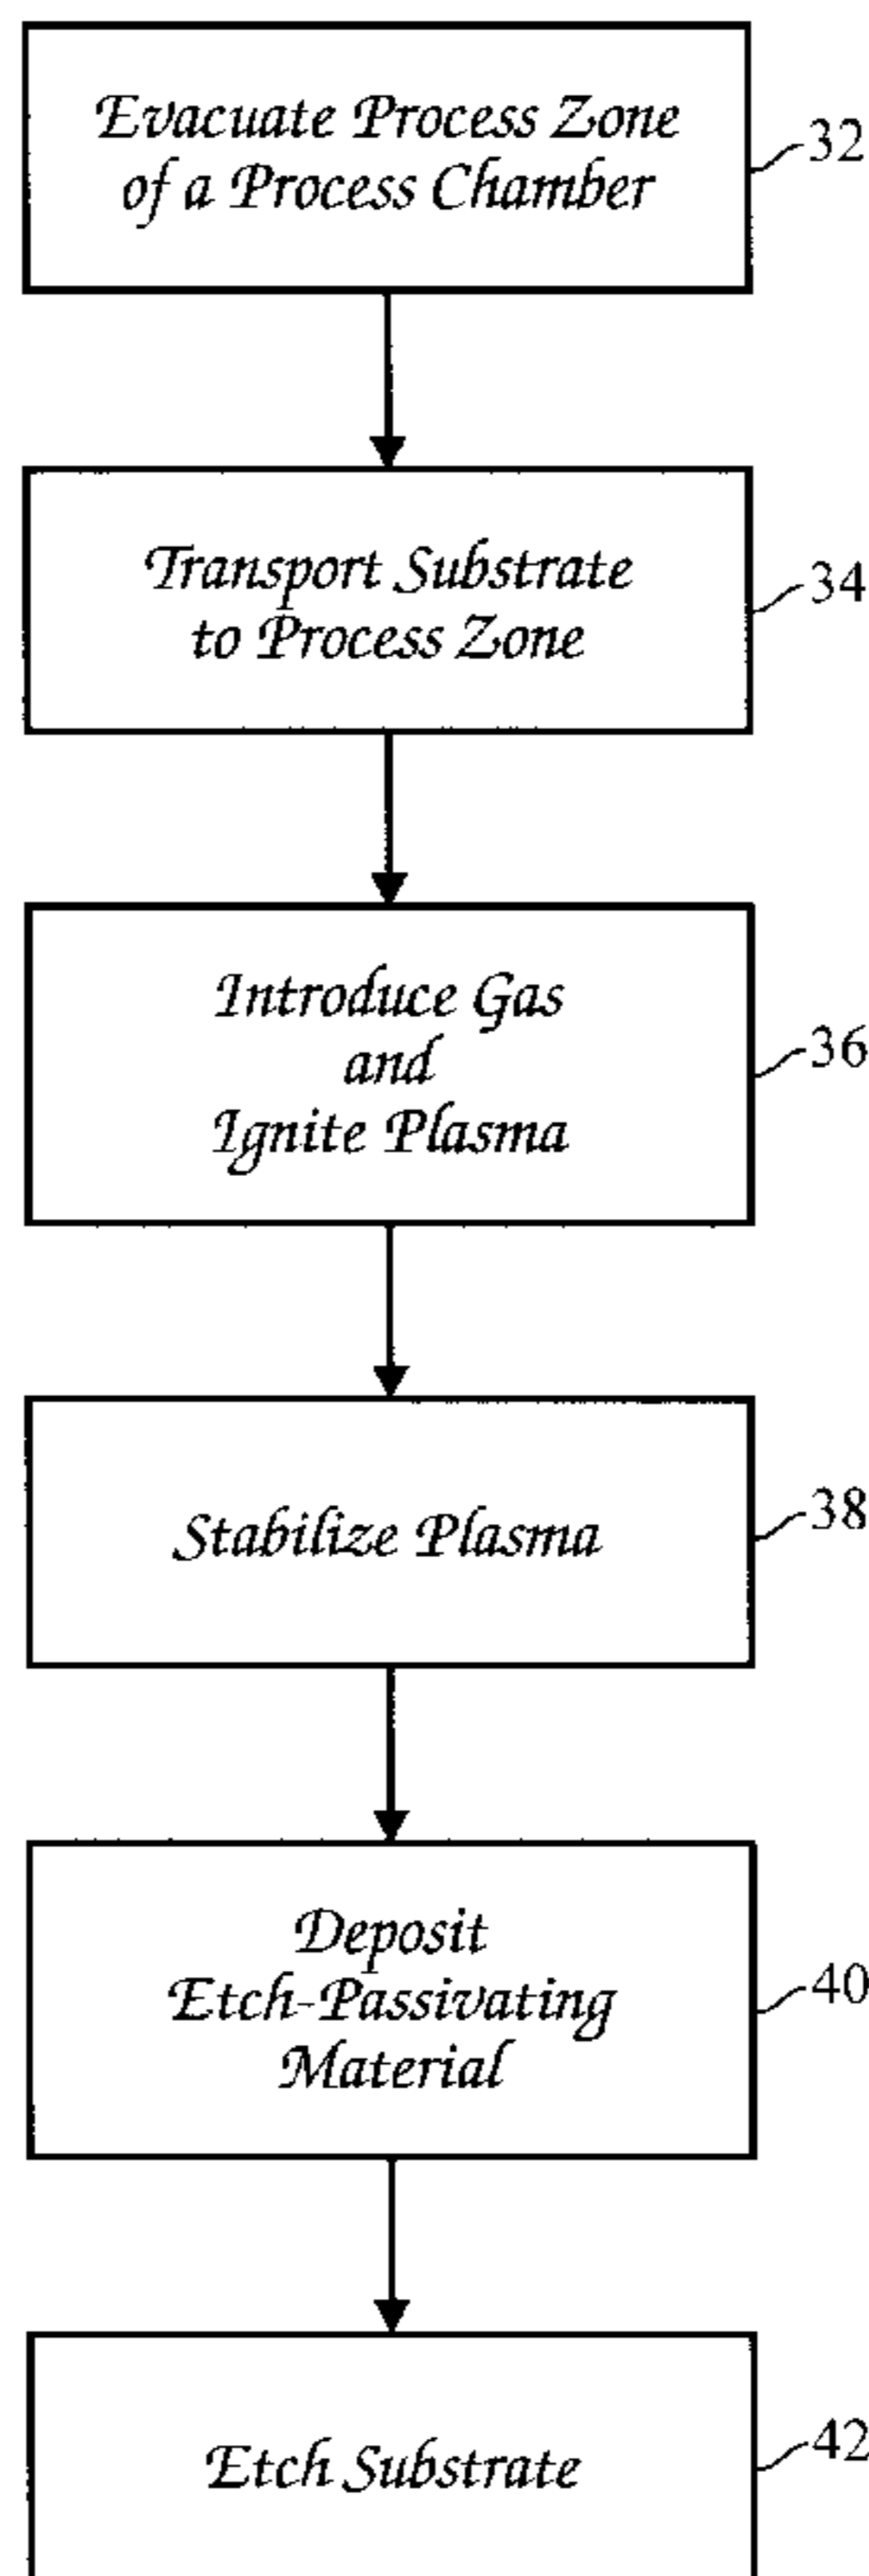 Evacuate Process Zone
of a Process Chamber
32
Transport Substrate
to Process Zone
34
Introduce Gas
and
Ignite Plasma
36
Stabilize Plasma
38
Deposit
Etch-Passivating
Material
40
Etch Substrate
42